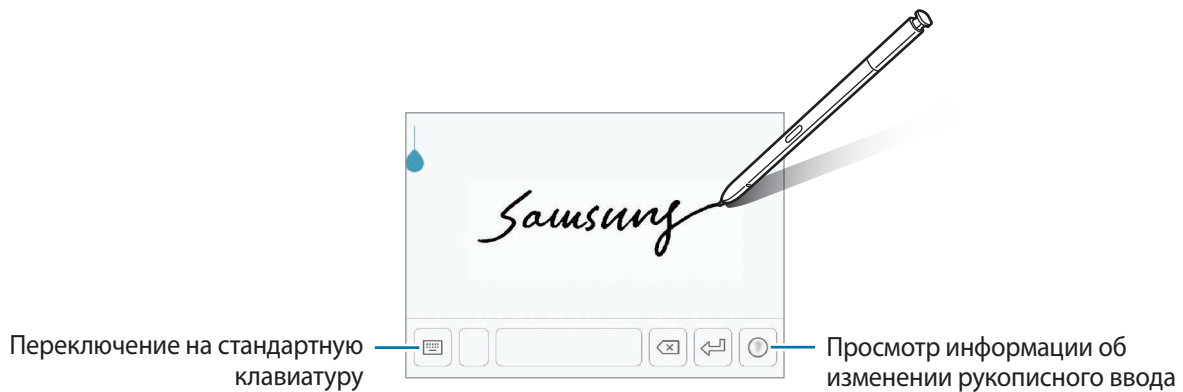 Samsung
Переключение на стандартную
клавиатуру
Просмотр информации об
изменении рукописного ввода